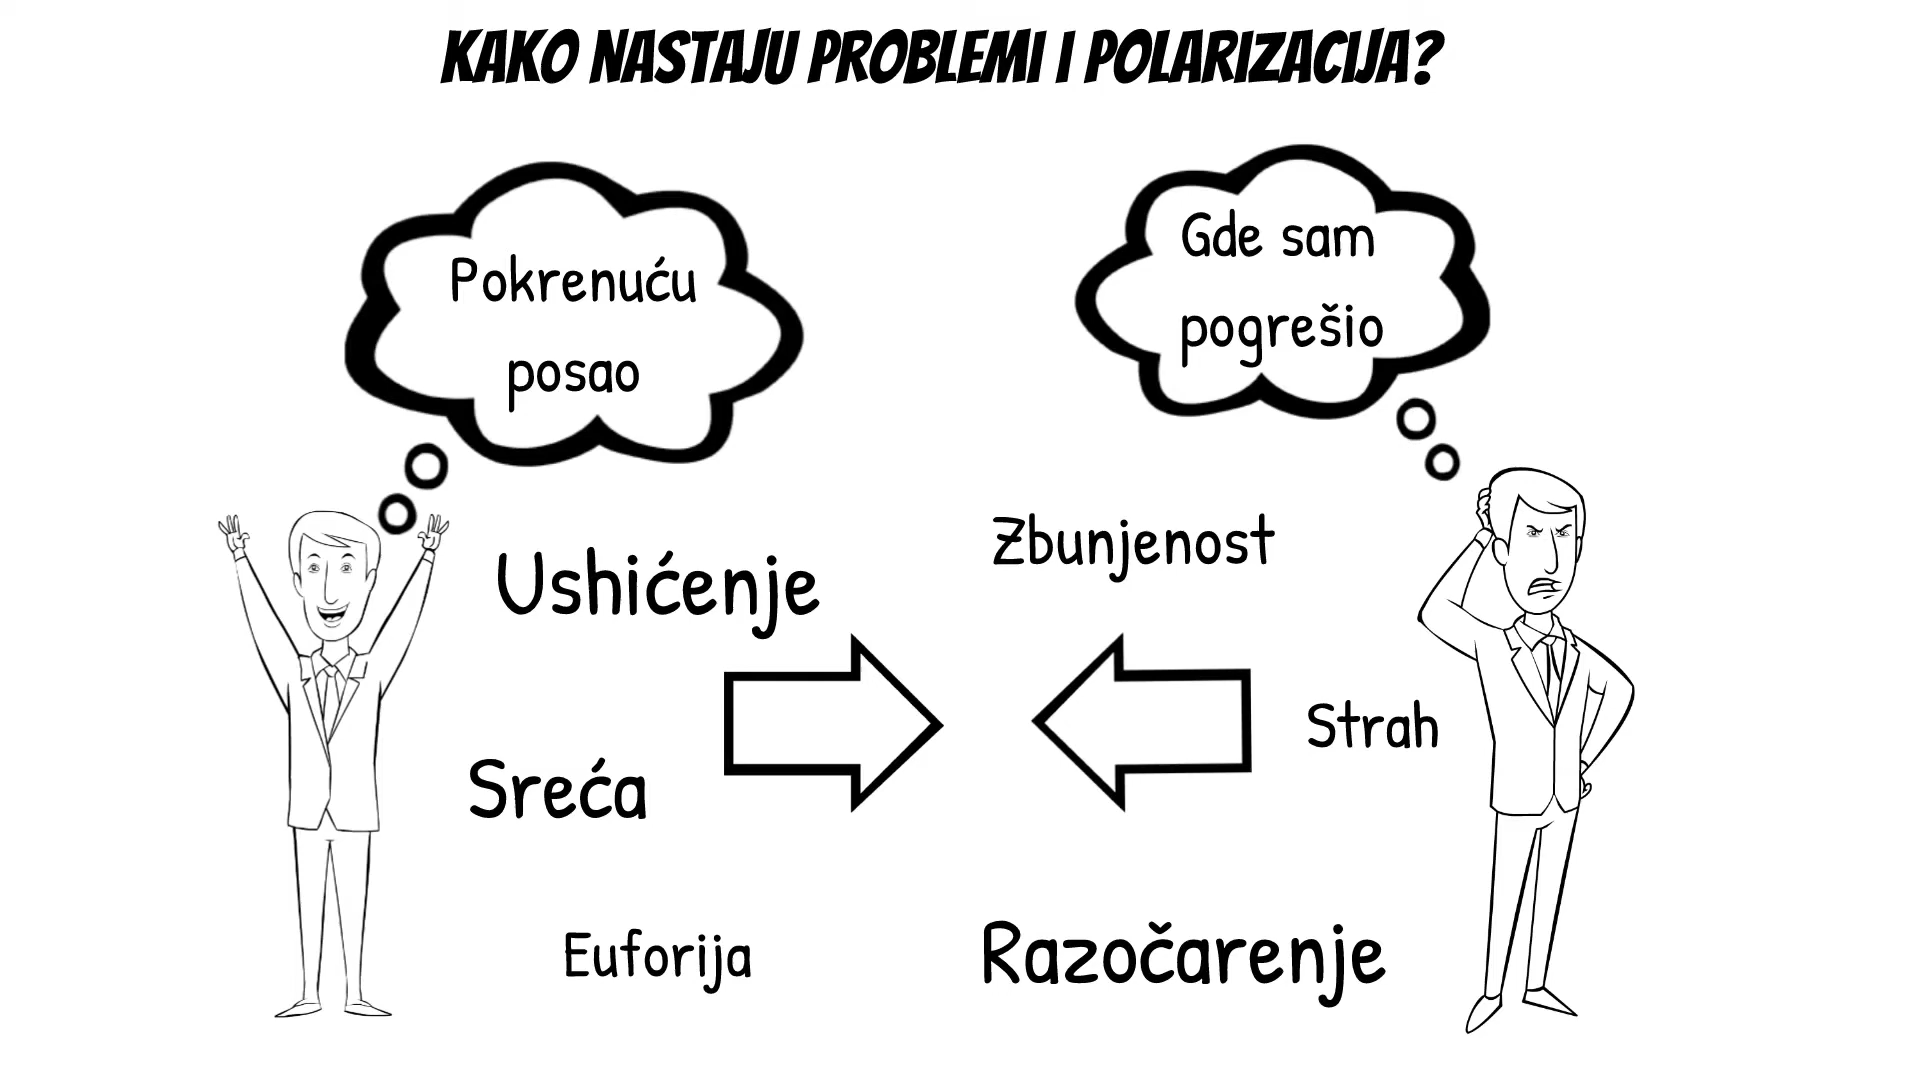 KAKO NASTAJU PROBLEMI I POLARIZACIJA?
Pokrenuću
posao
Gde sam
pogrešio
Ushićenje
Zbunjenost
Sreća
Strah
Euforija
Razočarenje